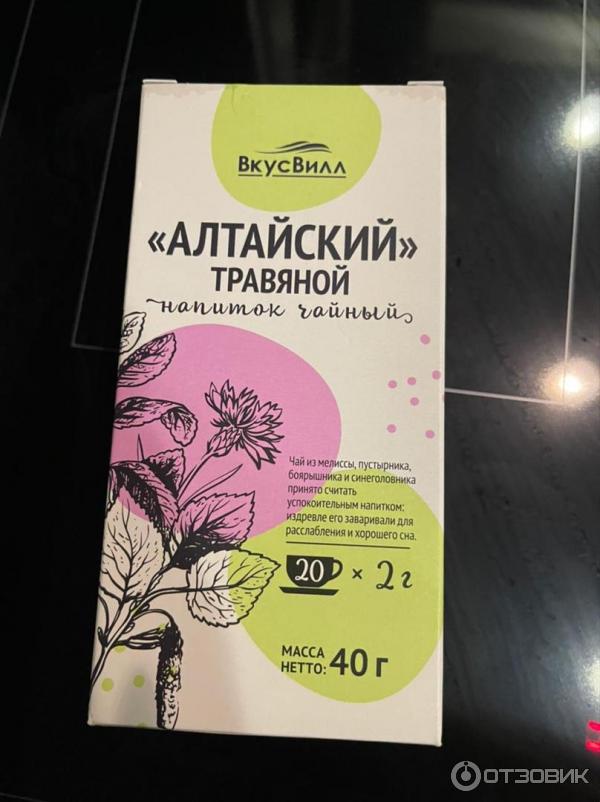 ВкусВилл
«АЛТАЙСКИЙ»
ТРАВЯНОЙ
напиток чайный
Чай из мелиссы, пустырника,
боярышника и синеголовника
принято считать
успокоительным напитком:
издревле его заваривали для
расслабления и хорошего сна.
20 × 2 г
МАССА
НЕТТО: 40 г
ОТЗОВИК